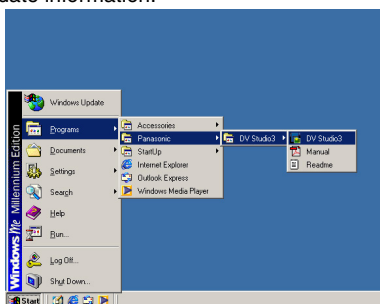 date information.
Windows Update
Programs
Documents
Settings
Search
Help
Run...
Log Off...
Shut Down...
Windows Me Millennium Edition
Accessories
Panasonic
StartUp
Internet Explorer
Outlook Express
Windows Media Player
DV Studio3
DV Studio3
Manual
Readme
Start